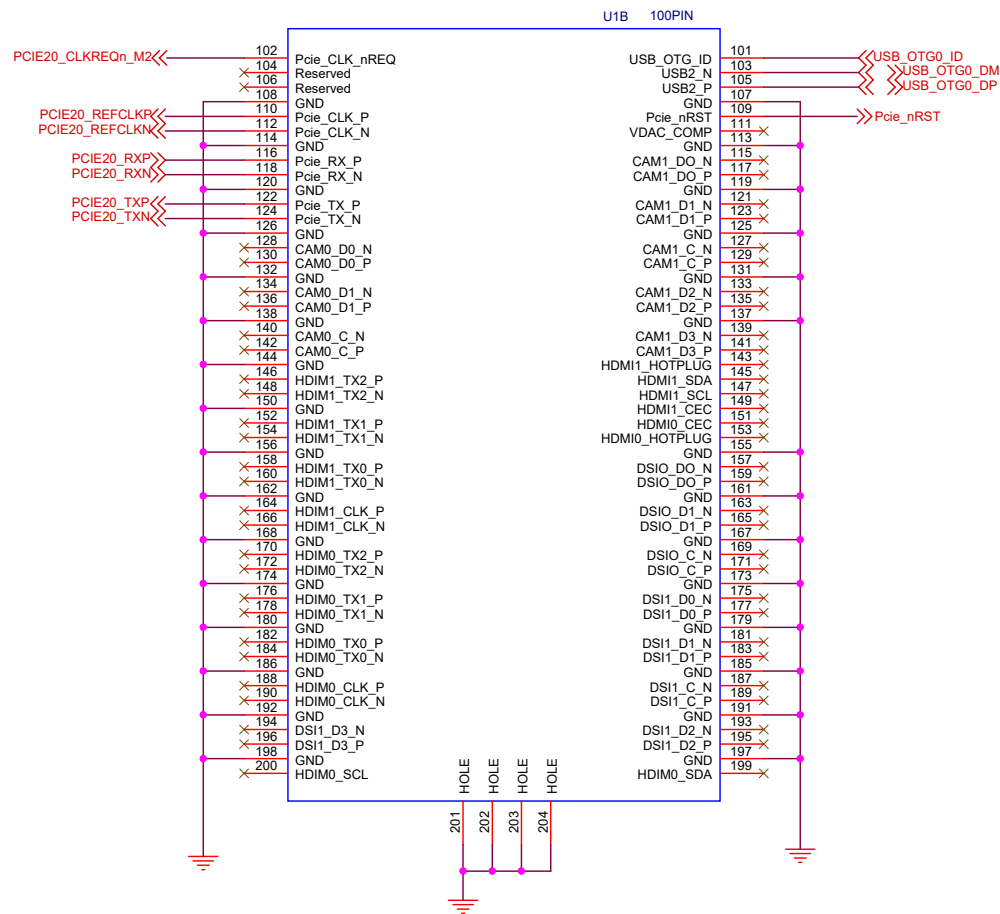 U1B 100PIN
PCIE20_CLKREQn_M2 102 Pcie_CLK_nREQ USB_OTG_ID 101 USB_OTG0_ID
104 Reserved USB2_N 103 USB_OTG0_DM
106 Reserved USB2_P 105 USB_OTG0_DP
108 GND GND 107
PCIE20_REFCLKP 110 Pcie_CLK_P Pcie_nRST 109 Pcie_nRST
PCIE20_REFCLKN 112 Pcie_CLK_N VDAC_COMP 111
114 GND GND 113
PCIE20_RXP 116 Pcie_RX_P CAM1_DO_N 115
PCIE20_RXN 118 Pcie_RX_N CAM1_DO_P 117
120 GND GND 119
PCIE20_TXP 122 Pcie_TX_P CAM1_D1_N 121
PCIE20_TXN 124 Pcie_TX_N CAM1_D1_P 123
126 GND GND 125
128 CAM0_D0_N CAM1_C_N 127
130 CAM0_D0_P CAM1_C_P 129
132 GND GND 131
134 CAM0_D1_N CAM1_D2_N 133
136 CAM0_D1_P CAM1_D2_P 135
138 GND GND 137
140 CAM0_C_N CAM1_D3_N 139
142 CAM0_C_P CAM1_D3_P 141
144 GND HDMI1_HOTPLUG 143
146 HDIM1_TX2_P HDMI1_SDA 145
148 HDIM1_TX2_N HDMI1_SCL 147
150 GND HDMI1_CEC 149
152 HDIM1_TX1_P HDMI0_CEC 151
154 HDIM1_TX1_N HDMI0_HOTPLUG 153
156 GND GND 155
158 HDIM1_TX0_P DSIO_DO_N 157
160 HDIM1_TX0_N DSIO_DO_P 159
162 GND GND 161
164 HDIM1_CLK_P DSIO_D1_N 163
166 HDIM1_CLK_N DSIO_D1_P 165
168 GND GND 167
170 HDIM0_TX2_P DSIO_C_N 169
172 HDIM0_TX2_N DSIO_C_P 171
174 GND GND 173
176 HDIM0_TX1_P DSI1_D0_N 175
178 HDIM0_TX1_N DSI1_D0_P 177
180 GND GND 179
182 HDIM0_TX0_P DSI1_D1_N 181
184 HDIM0_TX0_N DSI1_D1_P 183
186 GND GND 185
188 HDIM0_CLK_P DSI1_C_N 187
190 HDIM0_CLK_N DSI1_C_P 189
192 GND GND 191
194 DSI1_D3_N DSI1_D2_N 193
196 DSI1_D3_P DSI1_D2_P 195
198 GND GND 197
200 HDIM0_SCL HDIM0_SDA 199
HOLE HOLE HOLE HOLE
201 202 203 204